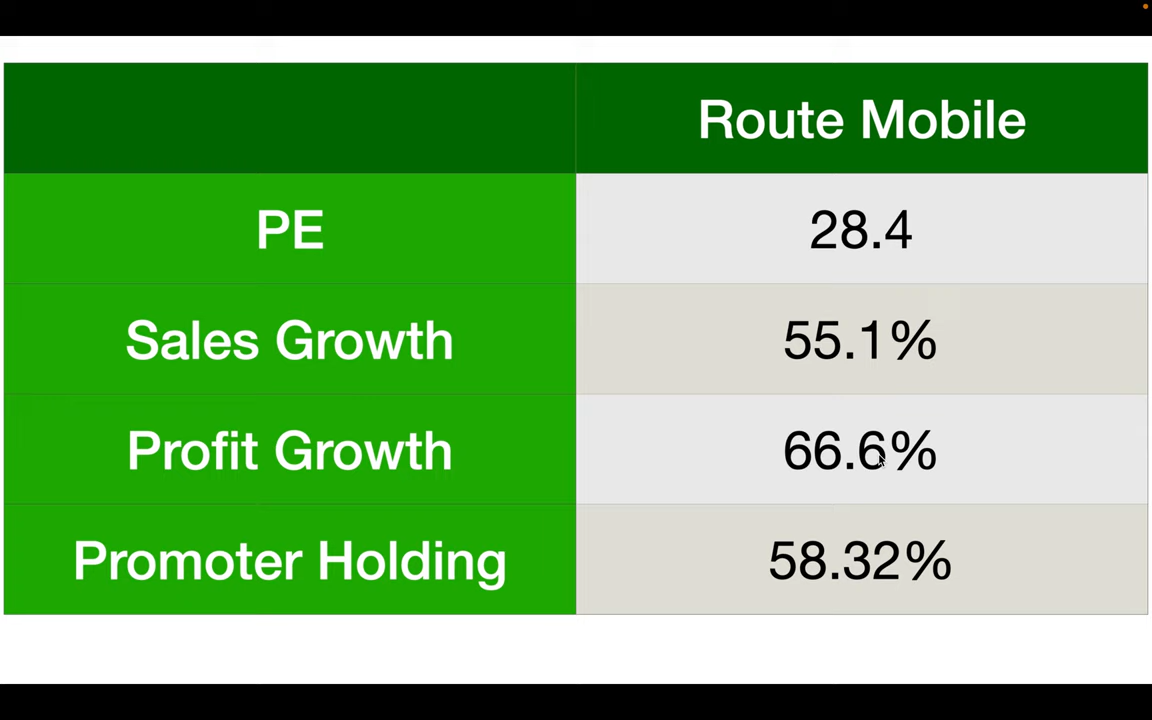 Route Mobile
PE 28.4
Sales Growth 55.1%
Profit Growth 66.6%
Promoter Holding 58.32%